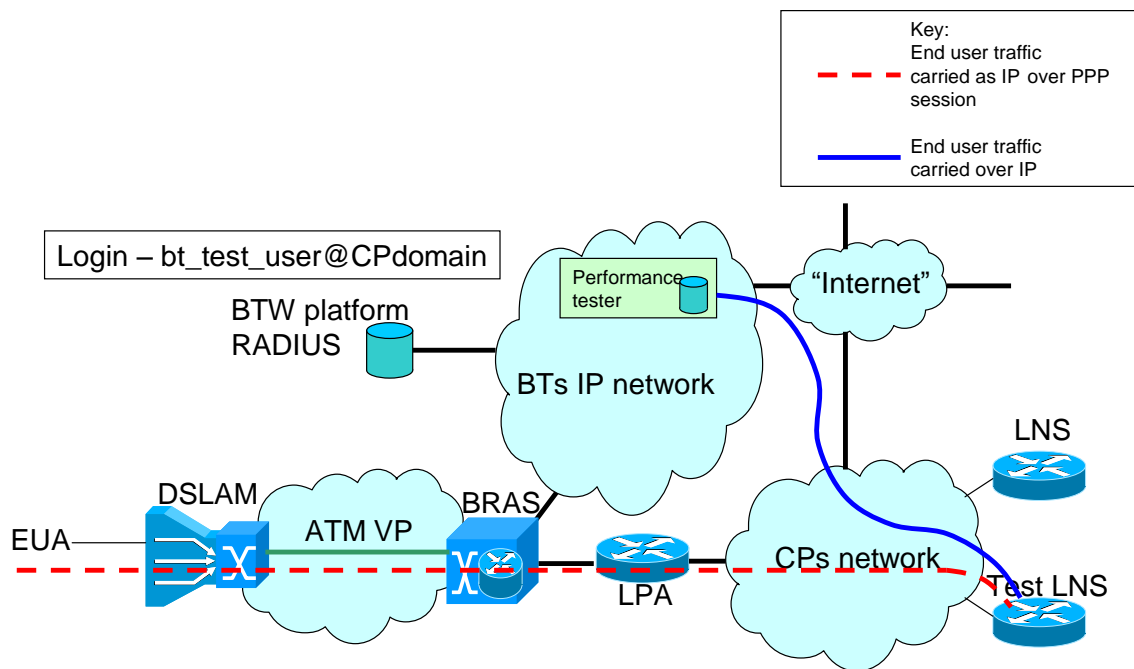 Key:
End user traffic
carried as IP over PPP
session
End user traffic
carried over IP
Login – bt_test_user@CPdomain
Performance
tester
“Internet”
BTW platform
RADIUS
BTs IP network
LNS
DSLAM
BRAS
ATM VP
EUA
CPs network
LPA
Test LNS